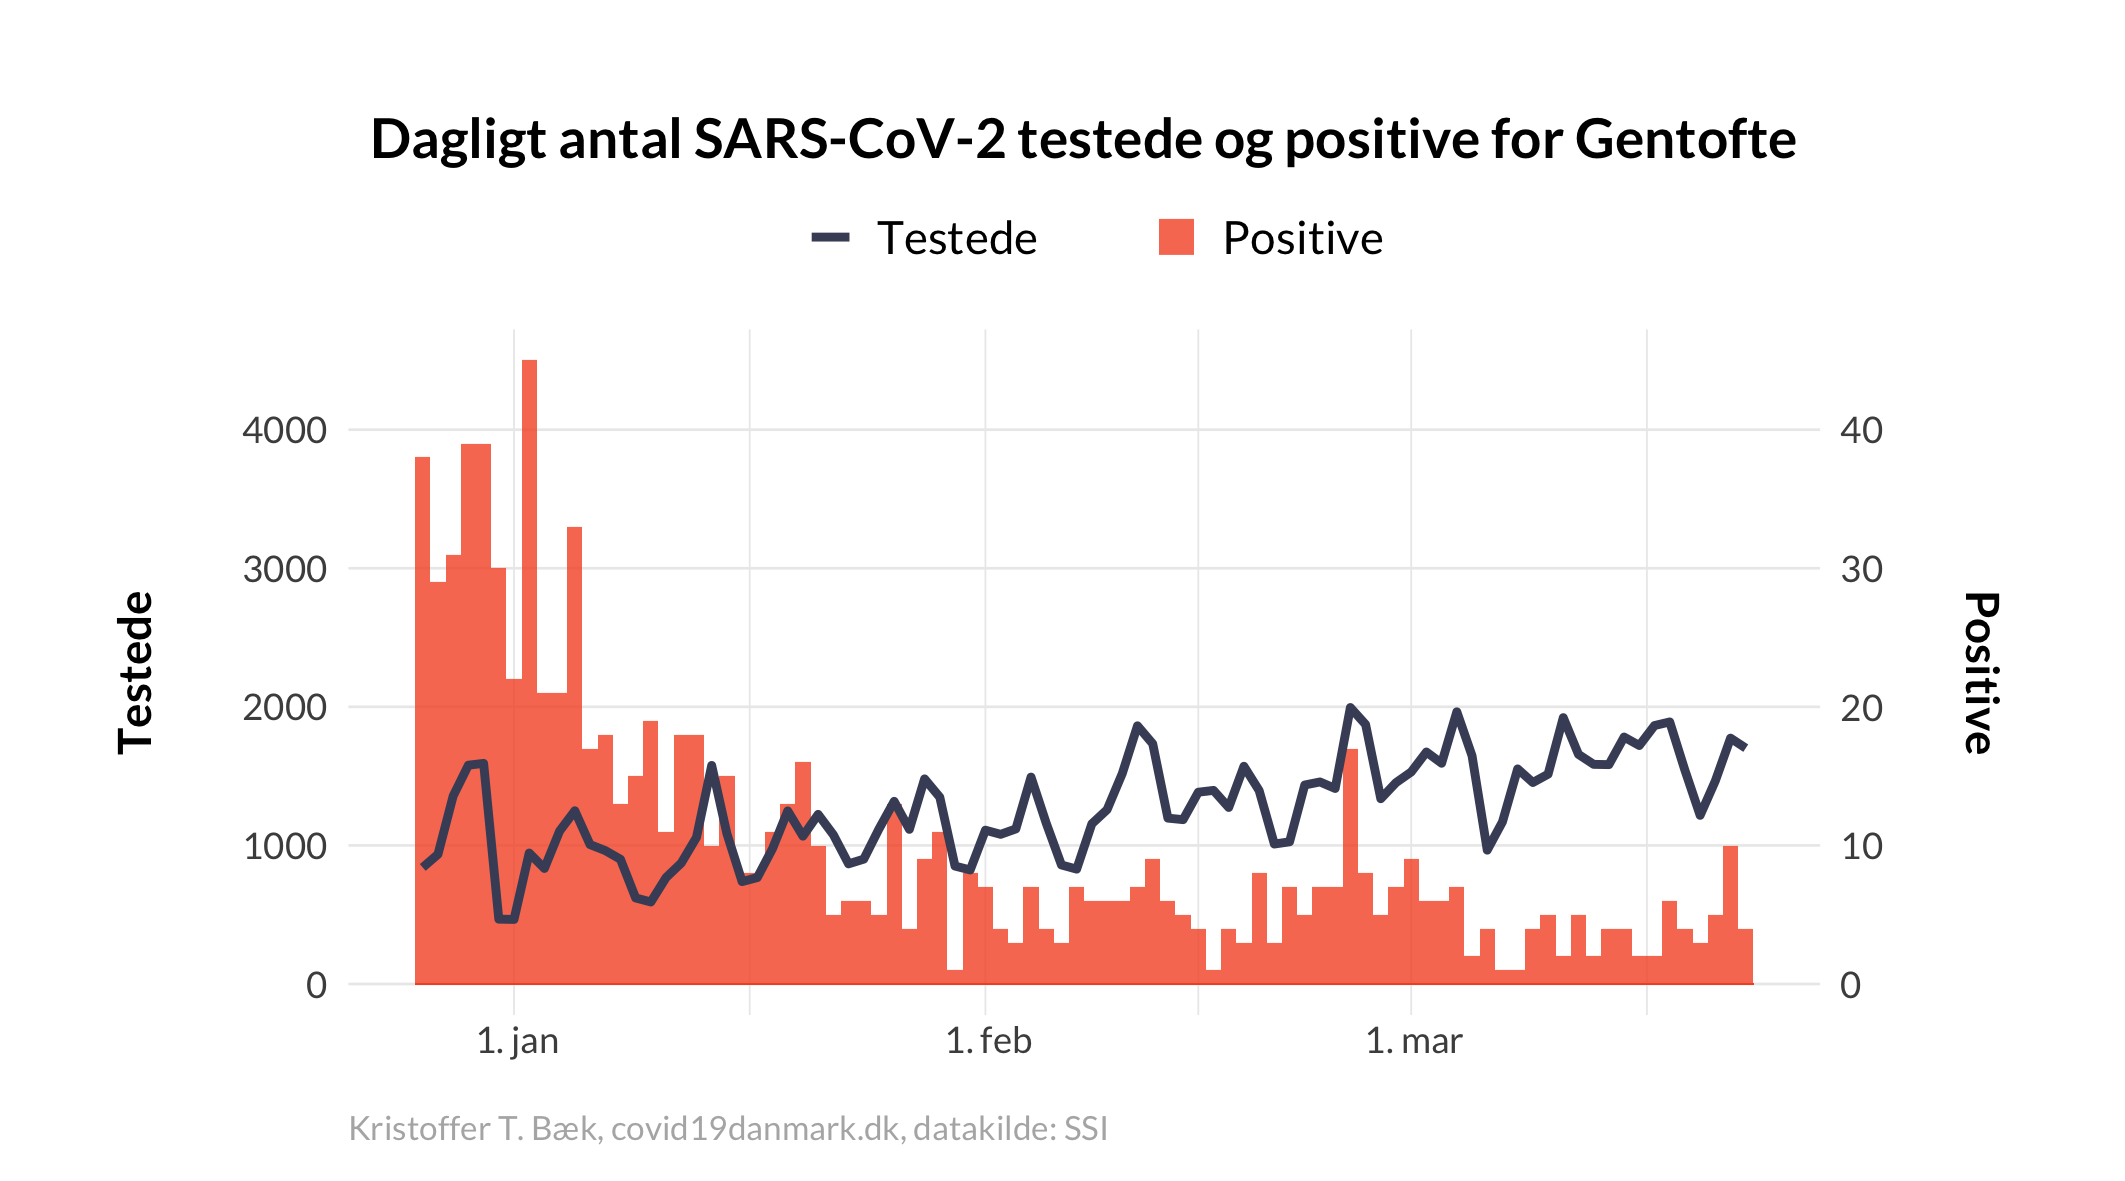 Dagligt antal SARS-CoV-2 testede og positive for Gentofte
Testede Positive
Testede
4000
3000
2000
1000
0
40
30
20
10
0
Positive
1. jan 1. feb 1. mar
Kristoffer T. Bæk, covid19danmark.dk, datakilde: SSI